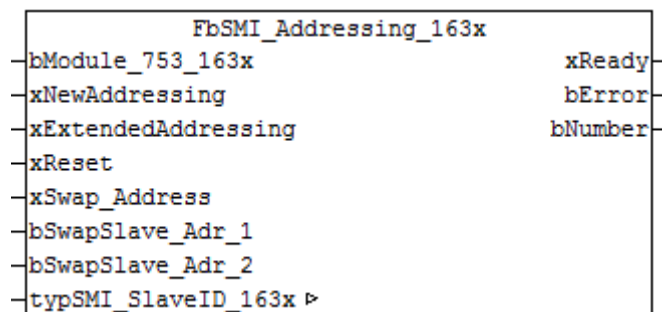 FbSMI_Addressing_163x
bModule_753_163x xReady
xNewAddressing bError
xExtendedAddressing bNumber
xReset
xSwap_Address
bSwapSlave_Adr_1
bSwapSlave_Adr_2
typSMI_SlaveID_163x ▷